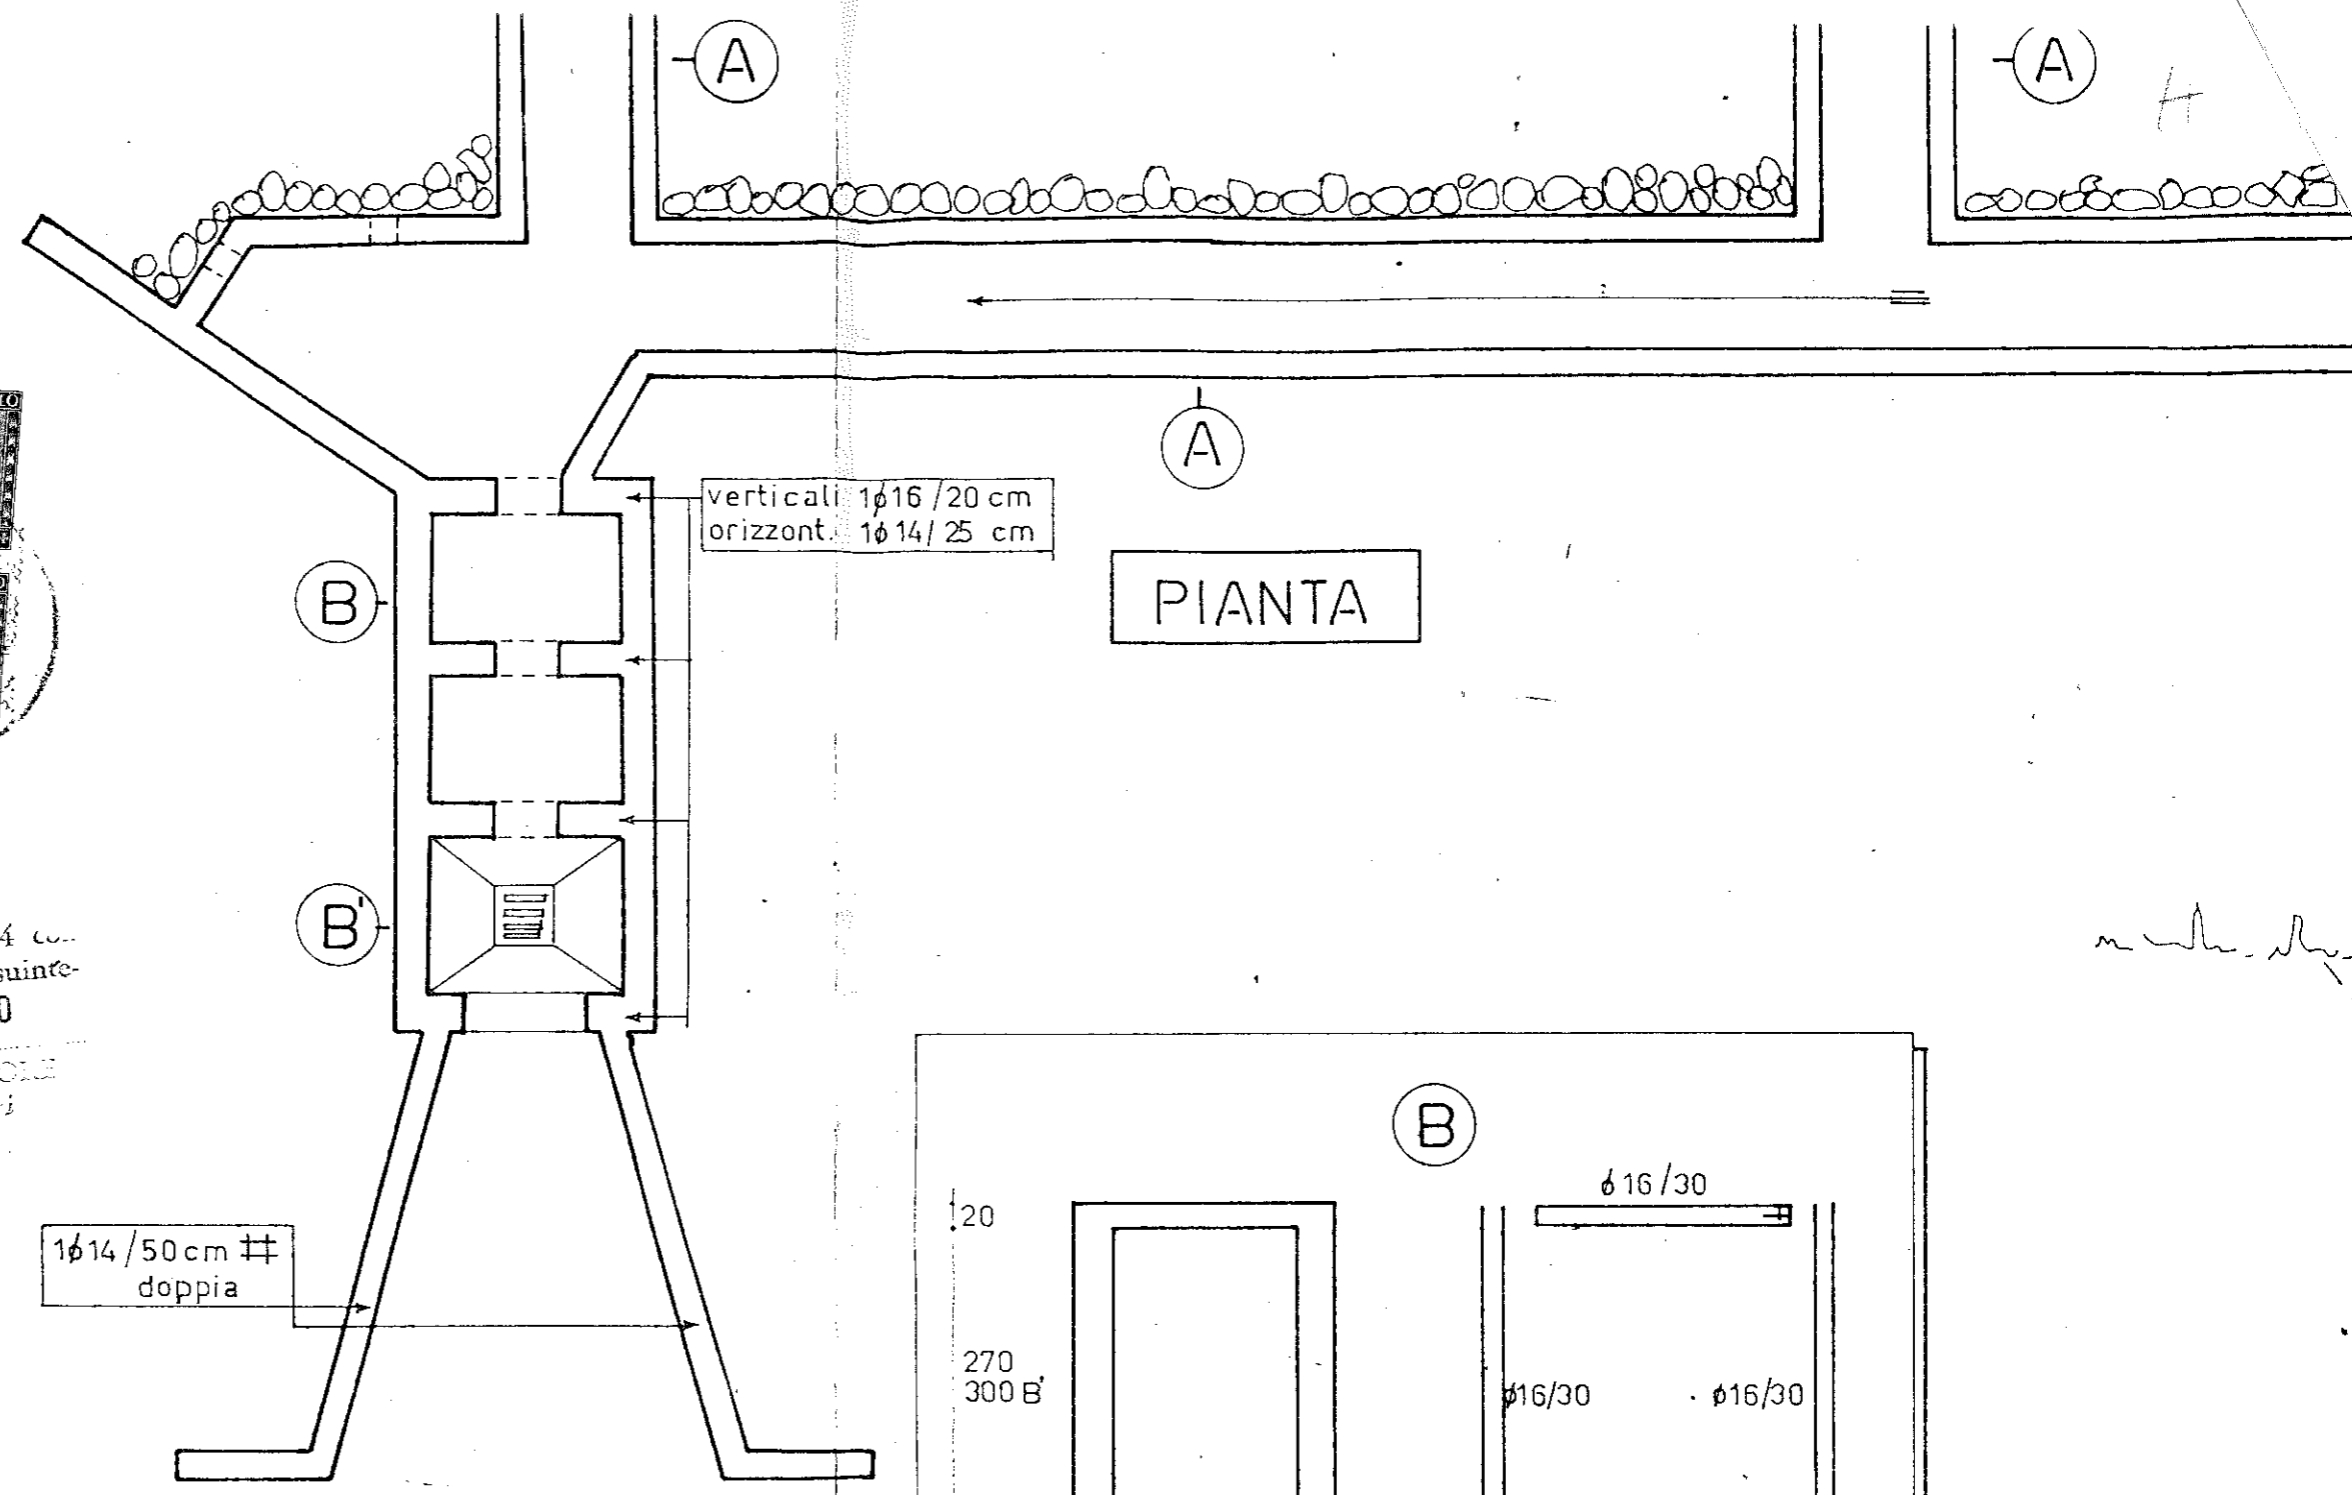 A
A
A
verticali 1ϕ16/20 cm
orizzont. 1ϕ14/25 cm
PIANTA
B
B'
B
ϕ16/30
20
1ϕ14/50cm #
doppia
270
300 B'
ϕ16/30
ϕ16/30